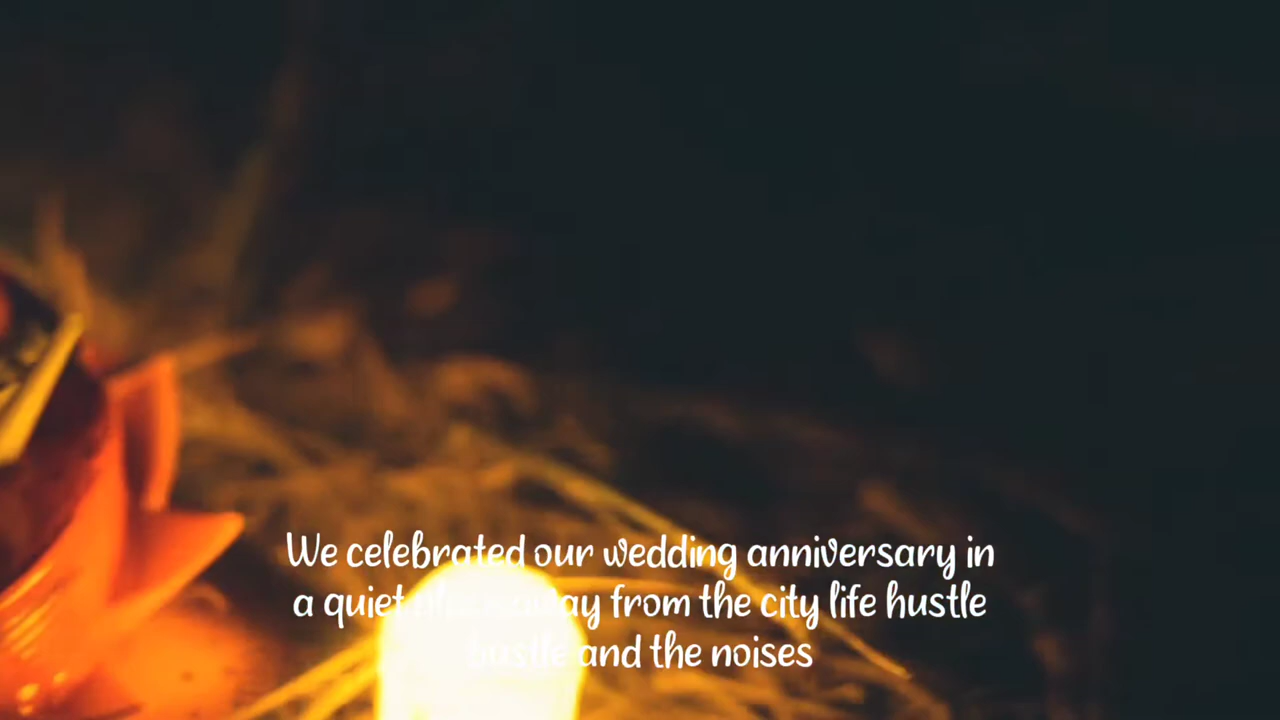 We celebrated our wedding anniversary in
a quiet from the city life hustle
and the noises